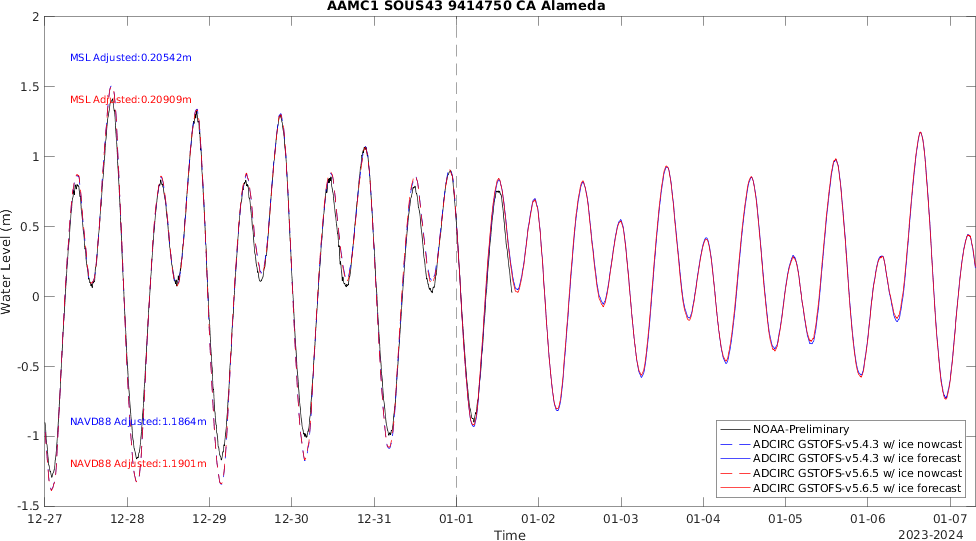 AAMC1 SOUS43 9414750 CA Alameda
2
1.5
1
0.5
0
-0.5
-1
-1.5
Water Level (m)
MSL Adjusted:0.20542m
MSL Adjusted:0.20909m
NAVD88 Adjusted:1.1864m
NAVD88 Adjusted:1.1901m
NOAA-Preliminary
ADCIRC GSTOFS-v5.4.3 w/ ice nowcast
ADCIRC GSTOFS-v5.4.3 w/ ice forecast
ADCIRC GSTOFS-v5.6.5 w/ ice nowcast
ADCIRC GSTOFS-v5.6.5 w/ ice forecast
12-27 12-28 12-29 12-30 12-31 01-01 01-02 01-03 01-04 01-05 01-06 01-07
Time
2023-2024